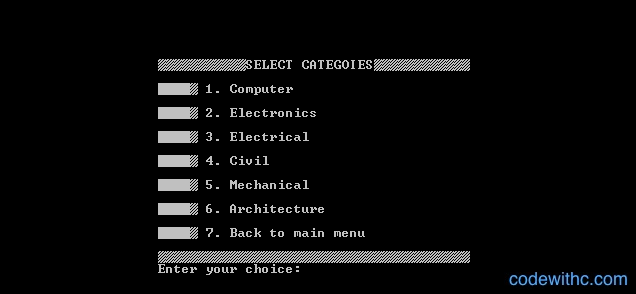 SELECT CATEGOIES
1. Computer
2. Electronics
3. Electrical
4. Civil
5. Mechanical
6. Architecture
7. Back to main menu
Enter your choice:
codewithc.com